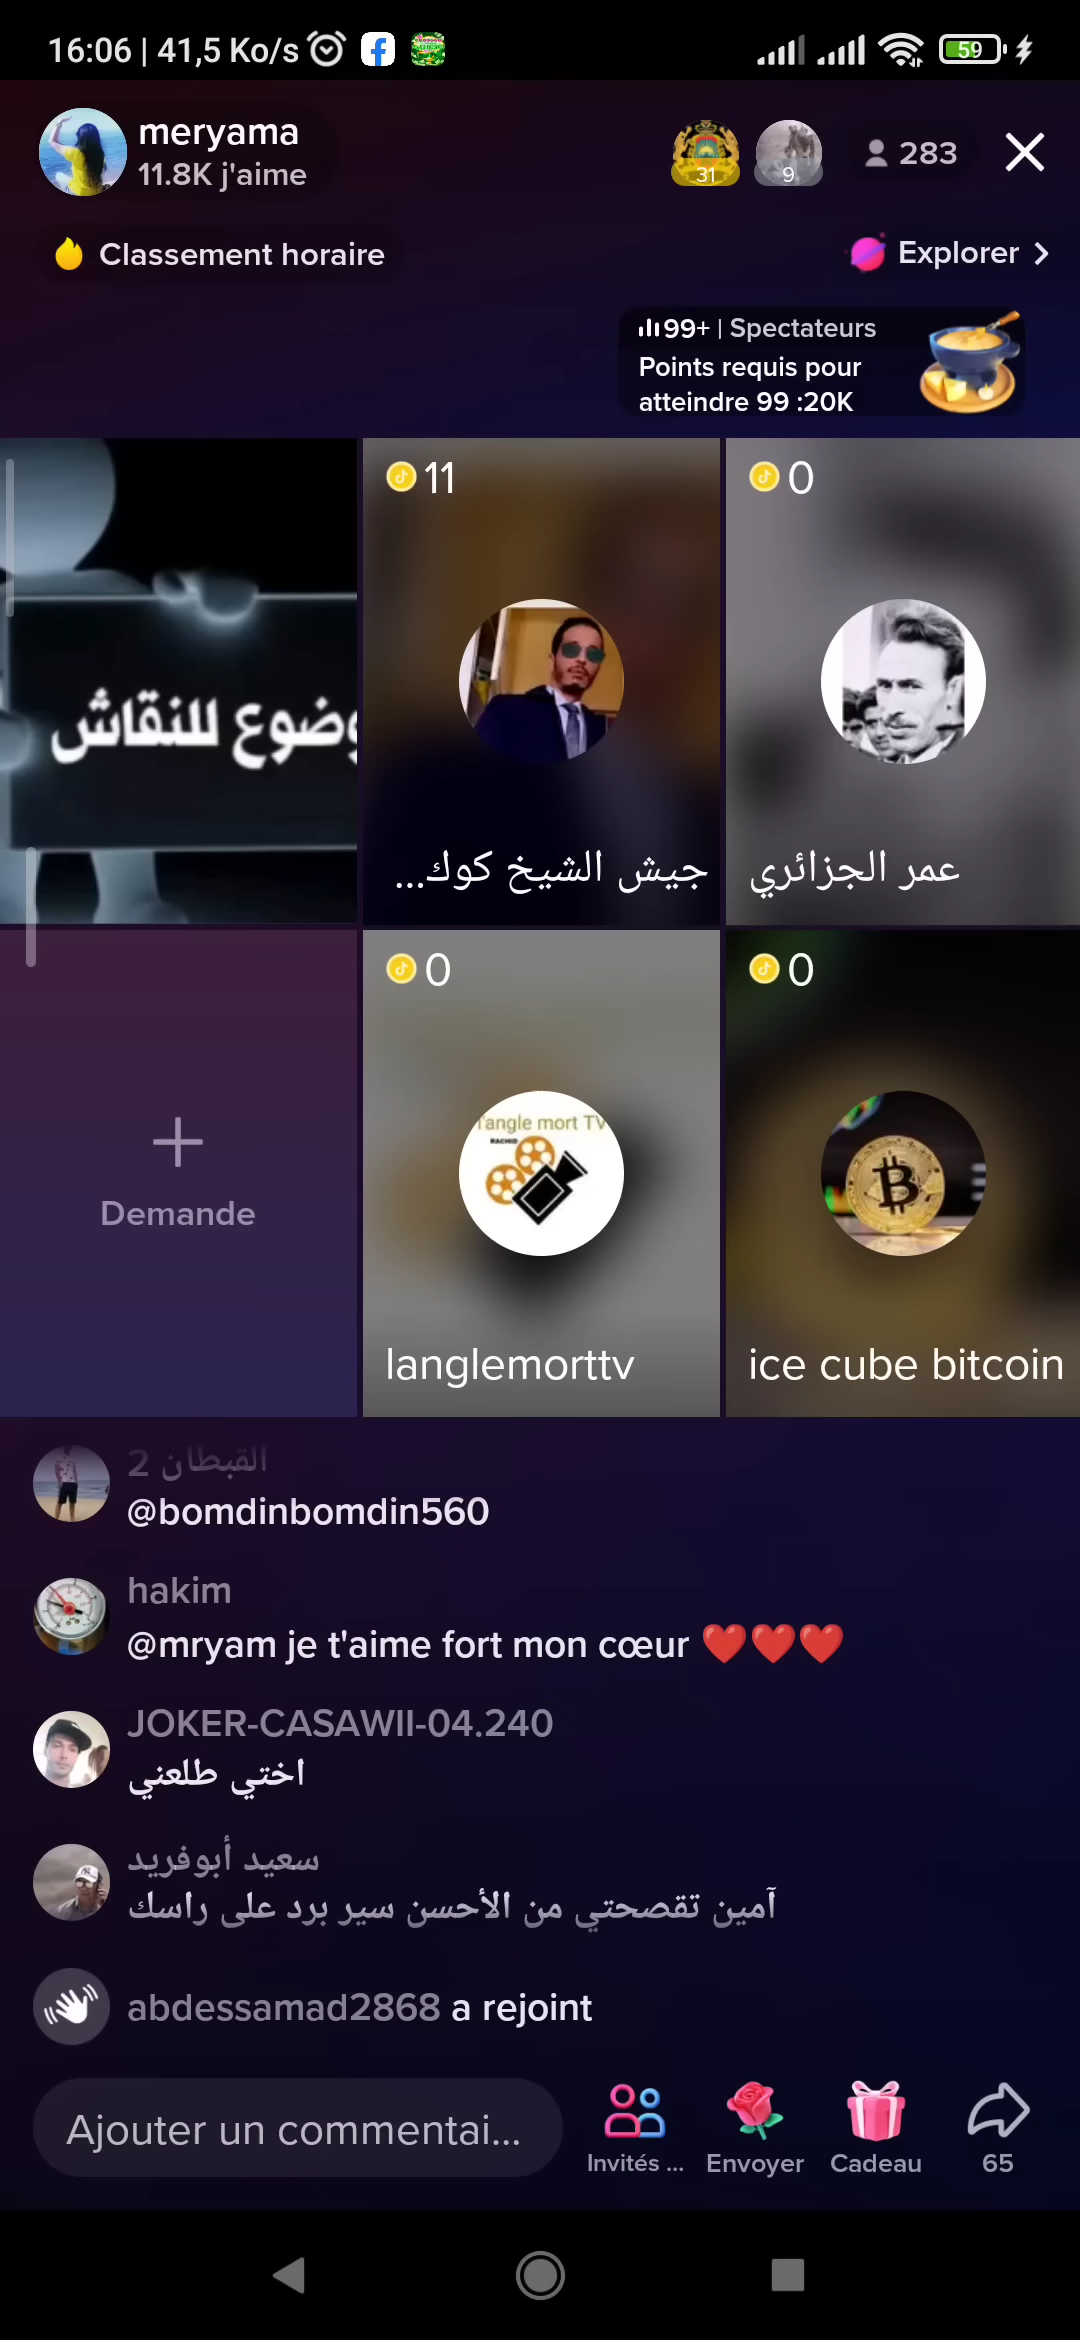 16:06 | 41,5 Ko/s
59
meryama
11.8K j'aime
31
9
283
Classement horaire
Explorer
99+ | Spectateurs
Points requis pour
atteindre 99 :20K
وضوع للنقاش
11
جيش الشيخ كوك...
0
عمر الجزائري
Demande
0
l'angle mort TV
RACHID
langlemorttv
0
ice cube bitcoin
القبطان 2
@bomdinbomdin560
hakim
@mryam je t'aime fort mon cœur ❤️❤️❤️
JOKER-CASAWII-04.240
اختي طلعني
سعيد أبوفريد
آمين تقصحتي من الأحسن سير برد على راسك
abdessamad2868 a rejoint
Ajouter un commentai...
Invités ...
Envoyer
Cadeau
65